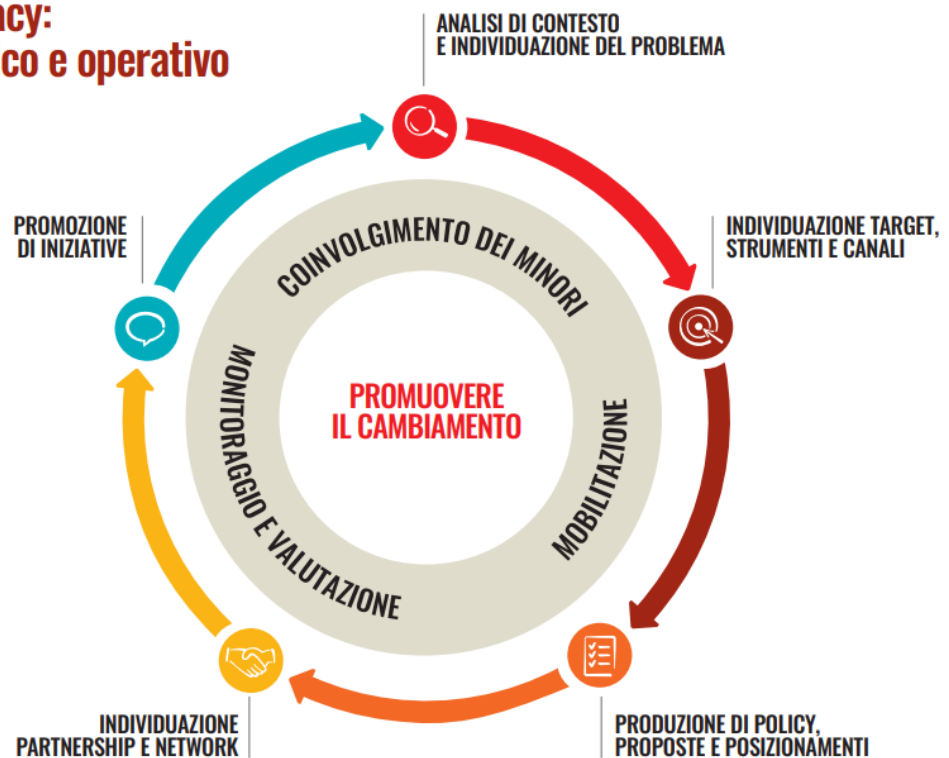 acy:
co e operativo
ANALISI DI CONTESTO
E INDIVIDUAZIONE DEL PROBLEMA
INDIVIDUAZIONE TARGET,
STRUMENTI E CANALI
PRODUZIONE DI POLICY,
PROPOSTE E POSIZIONAMENTI
INDIVIDUAZIONE
PARTNERSHIP E NETWORK
PROMOZIONE
DI INIZIATIVE
COINVOLGIMENTO DEI MINORI
MOBILITAZIONE
MONITORAGGIO E VALUTAZIONE
PROMUOVERE
IL CAMBIAMENTO